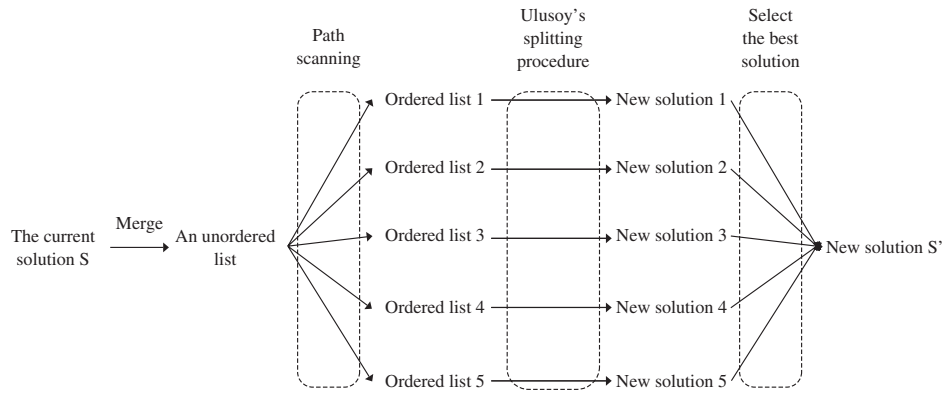 Path
scanning
Ulusoy's
splitting
procedure
Select
the best
solution
Ordered list 1
New solution 1
Ordered list 2
New solution 2
The current
solution S
Merge
An unordered
list
Ordered list 3
New solution 3
New solution S'
Ordered list 4
New solution 4
Ordered list 5
New solution 5